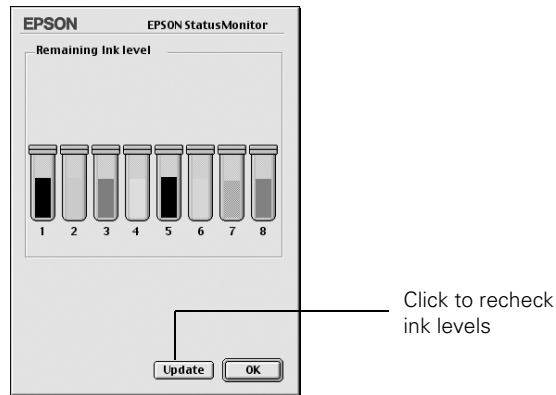 EPSON EPSON StatusMonitor
Remaining Ink level
1 2 3 4 5 6 7 8
Click to recheck
ink levels
Update OK